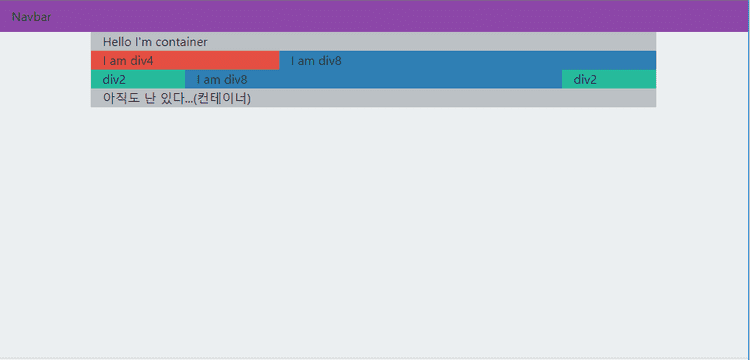 Navbar
Hello I'm container
I am div4 I am div8
div2 I am div8 div2
아직도 난 있다...(컨테이너)